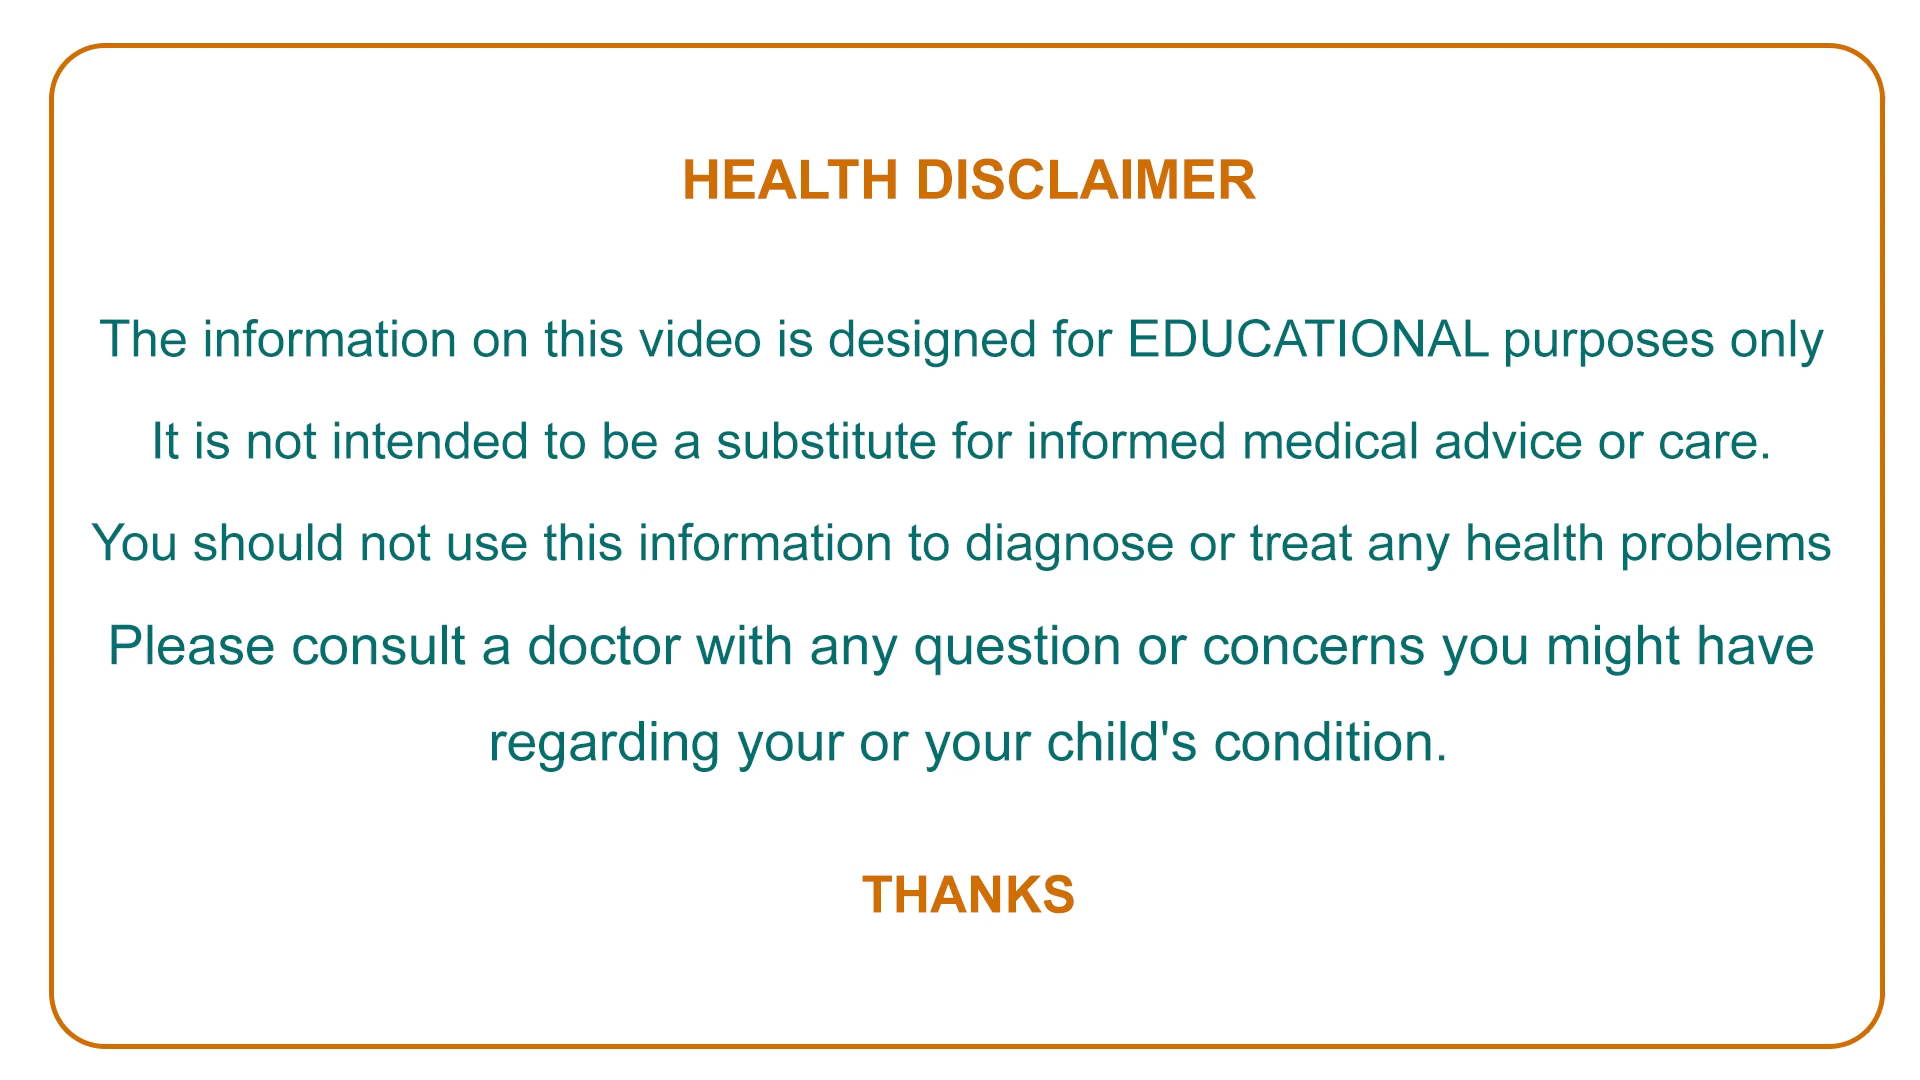 HEALTH DISCLAIMER
The information on this video is designed for EDUCATIONAL purposes only
It is not intended to be a substitute for informed medical advice or care.
You should not use this information to diagnose or treat any health problems
Please consult a doctor with any question or concerns you might have
regarding your or your child's condition.
THANKS